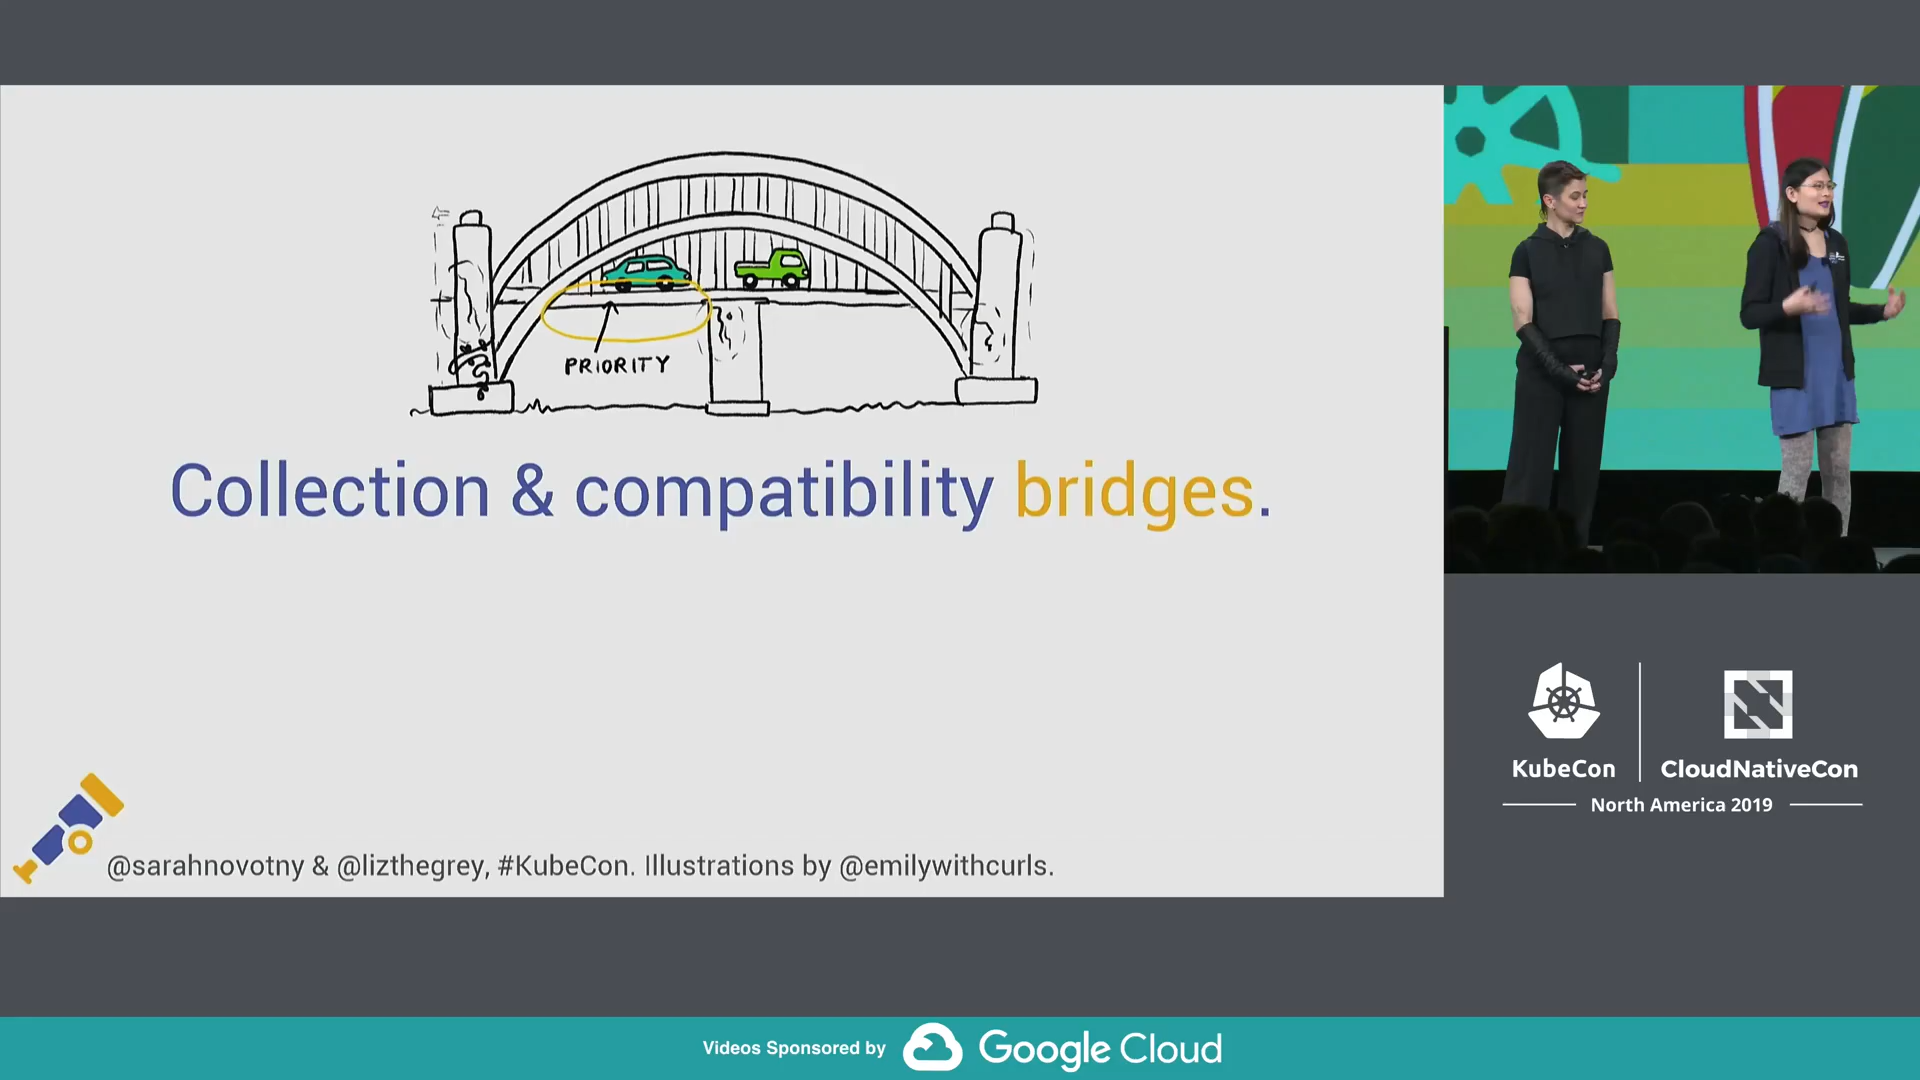 PRIORITY
Collection & compatibility bridges.
@sarahnovotny & @lizthegrey, #KubeCon. Illustrations by @emilywithcurls.
KubeCon
CloudNativeCon
North America 2019
Videos Sponsored by Google Cloud